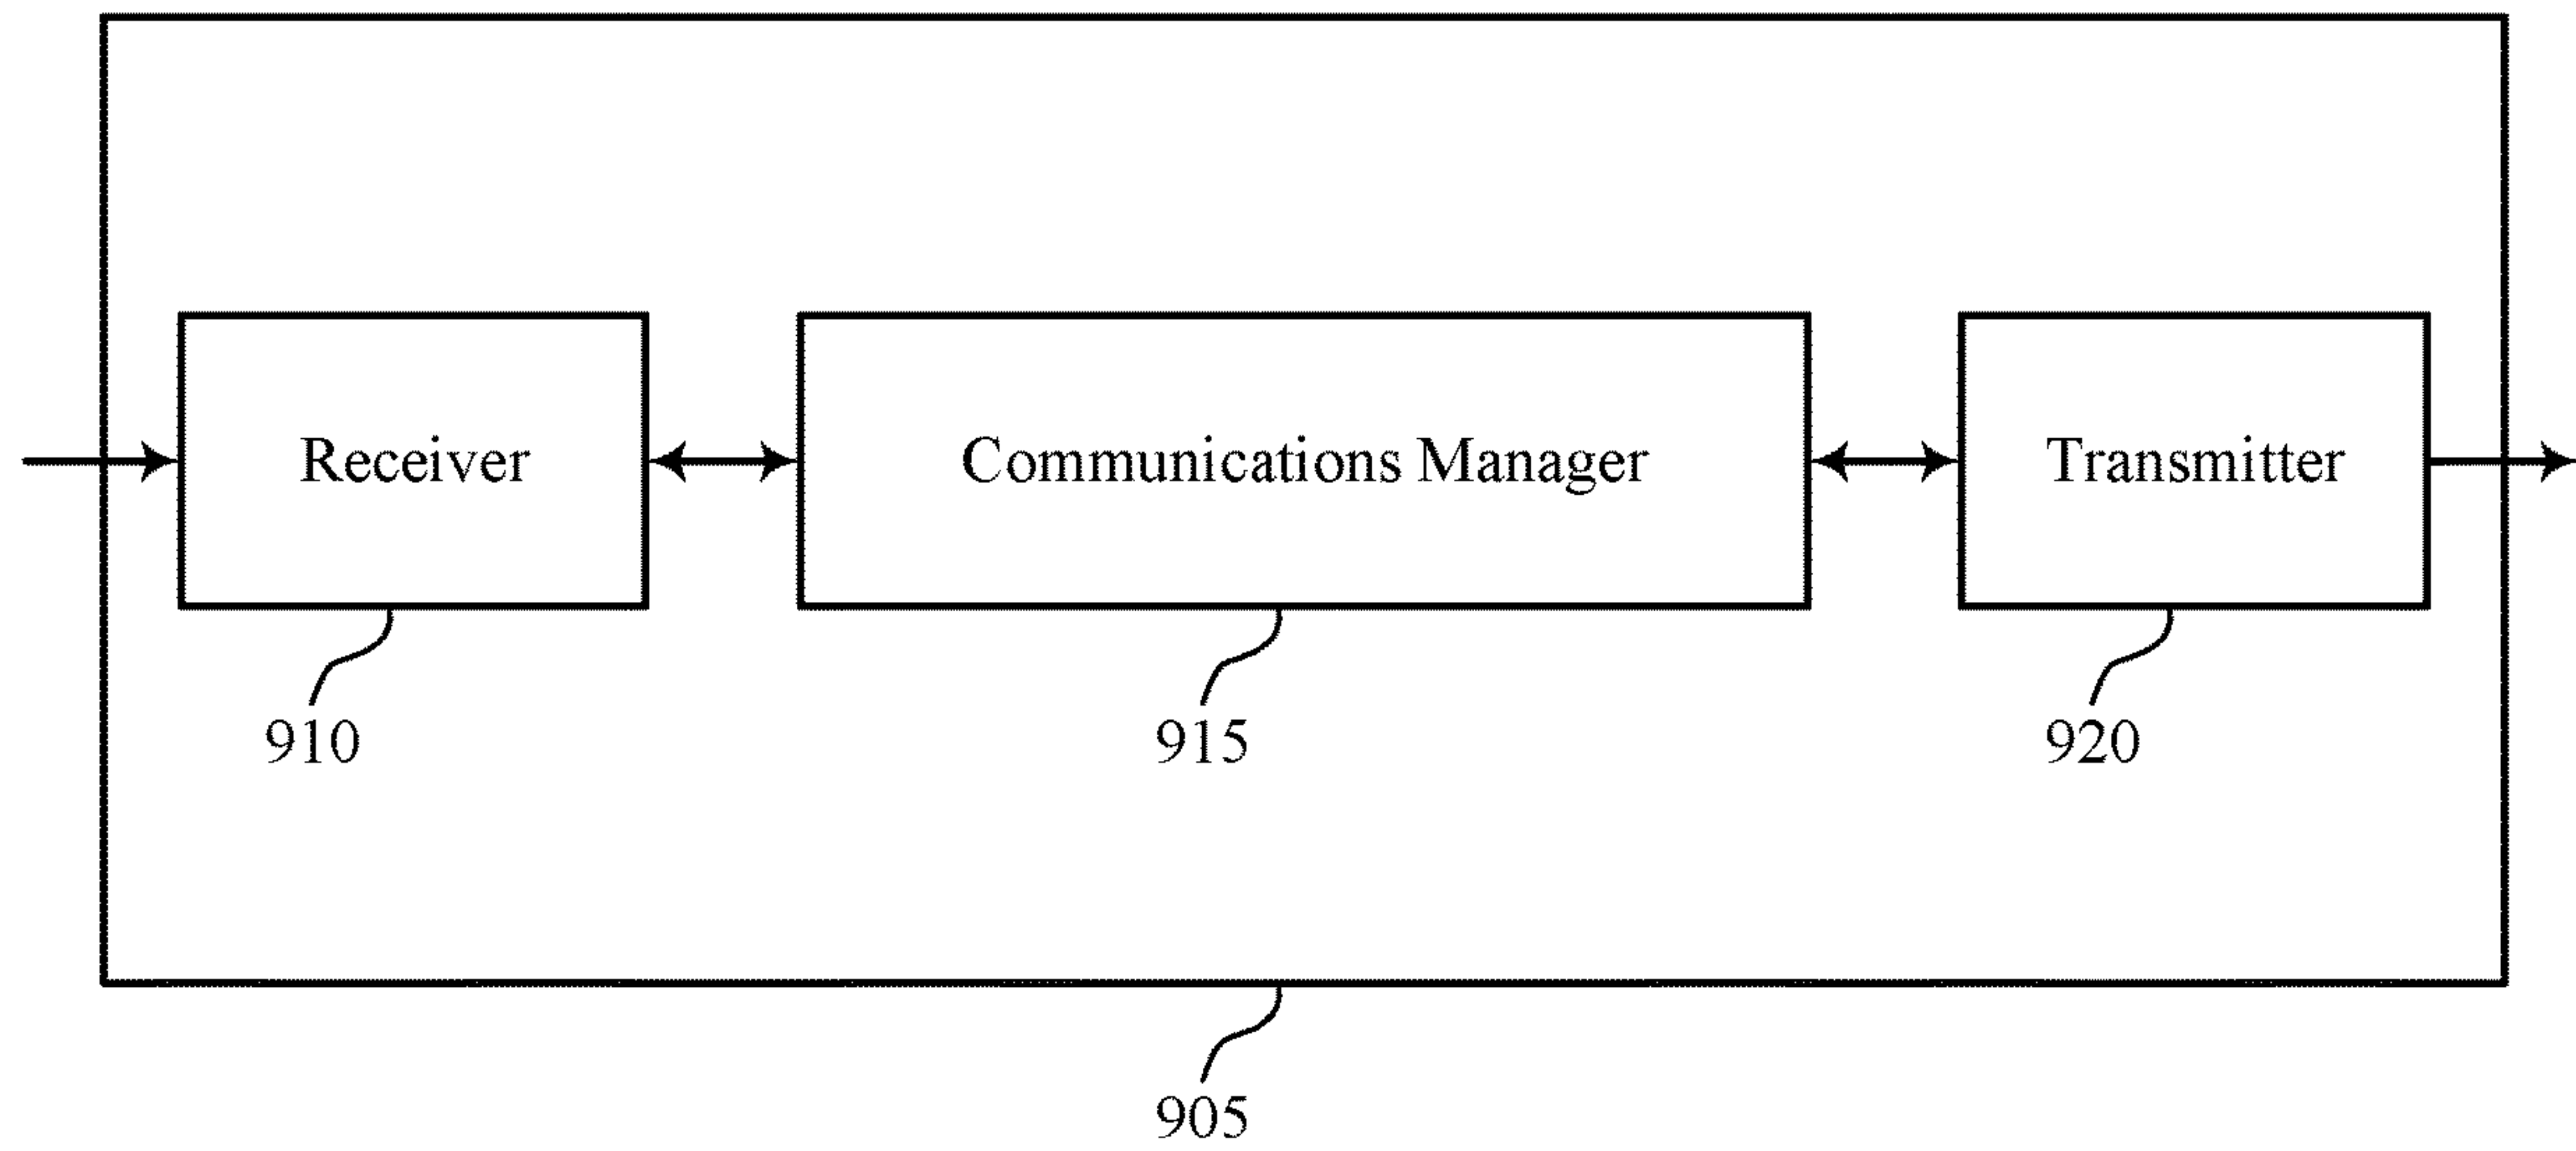 Receiver
Communications Manager
Transmitter
910
915
920
905